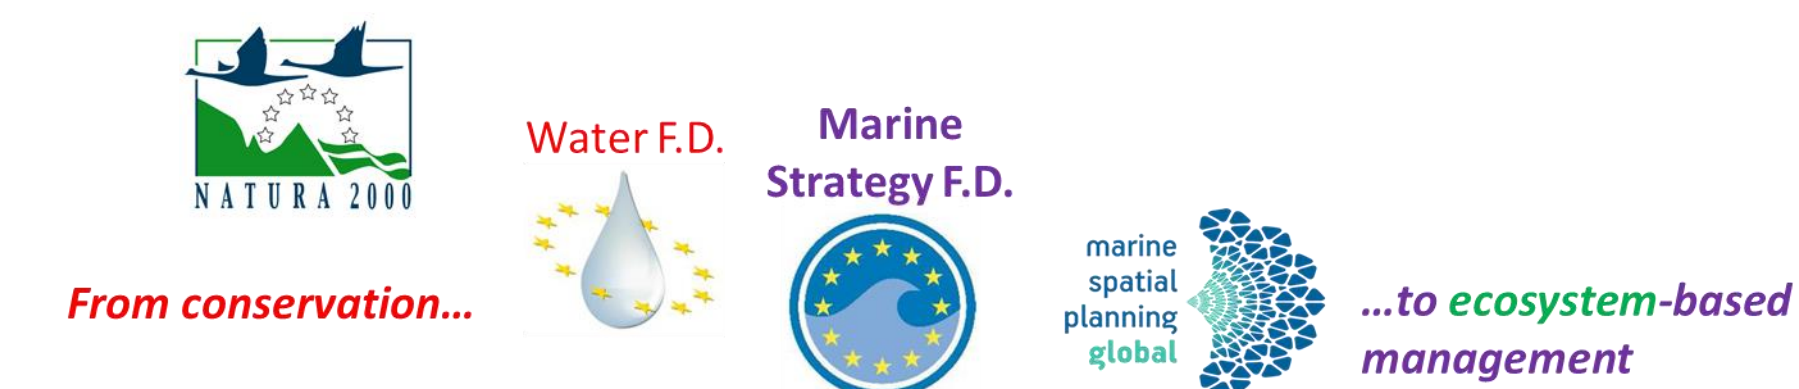 NATURA 2000
From conservation...
Water F.D.
Marine
Strategy F.D.
marine
spatial
planning
global
...to ecosystem-based
management